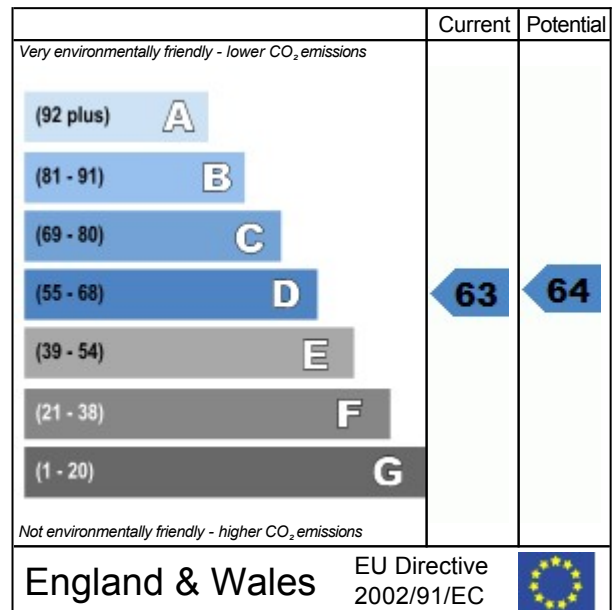 Current Potential
Very environmentally friendly - lower CO₂ emissions
(92 plus) A
(81 - 91) B
(69 - 80) C
(55 - 68) D 63 64
(39 - 54) E
(21 - 38) F
(1 - 20) G
Not environmentally friendly - higher CO₂ emissions
England & Wales
EU Directive
2002/91/EC